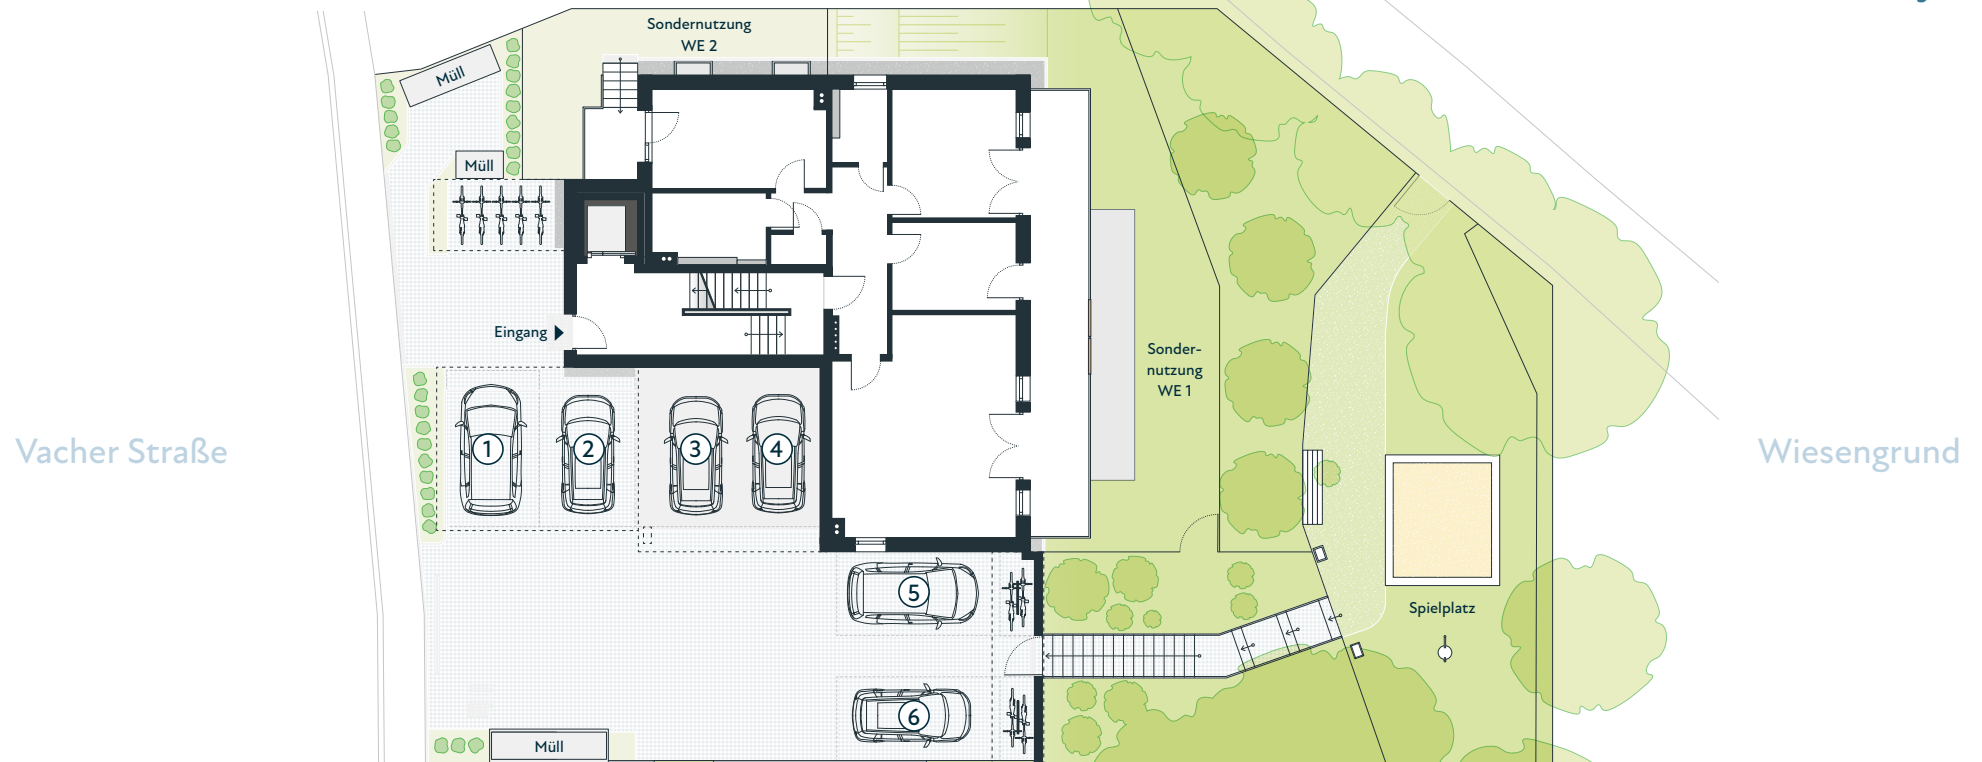 Sondernutzung
WE 2
Müll
Müll
Eingang
Sonder-
nutzung
WE 1
1
2
3
4
Vacher Straße
Wiesengrund
5
Spielplatz
6
Müll